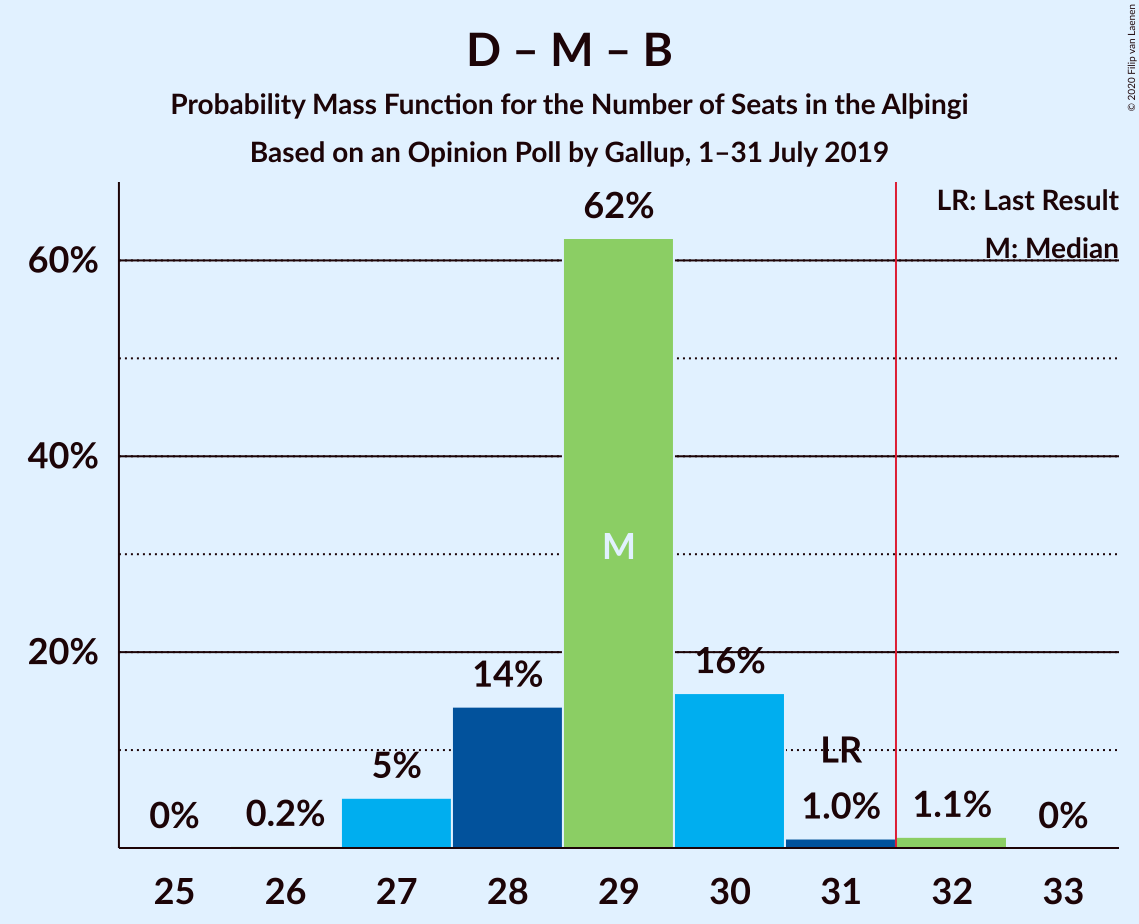 D – M – B
Probability Mass Function for the Number of Seats in the Alþingi
Based on an Opinion Poll by Gallup, 1–31 July 2019
© 2020 Filip van Laenen
LR: Last Result
M: Median
60%
40%
20%
0%
0.2%
5%
14%
62%
M
16%
LR
1.0%
1.1%
0%
25 26 27 28 29 30 31 32 33